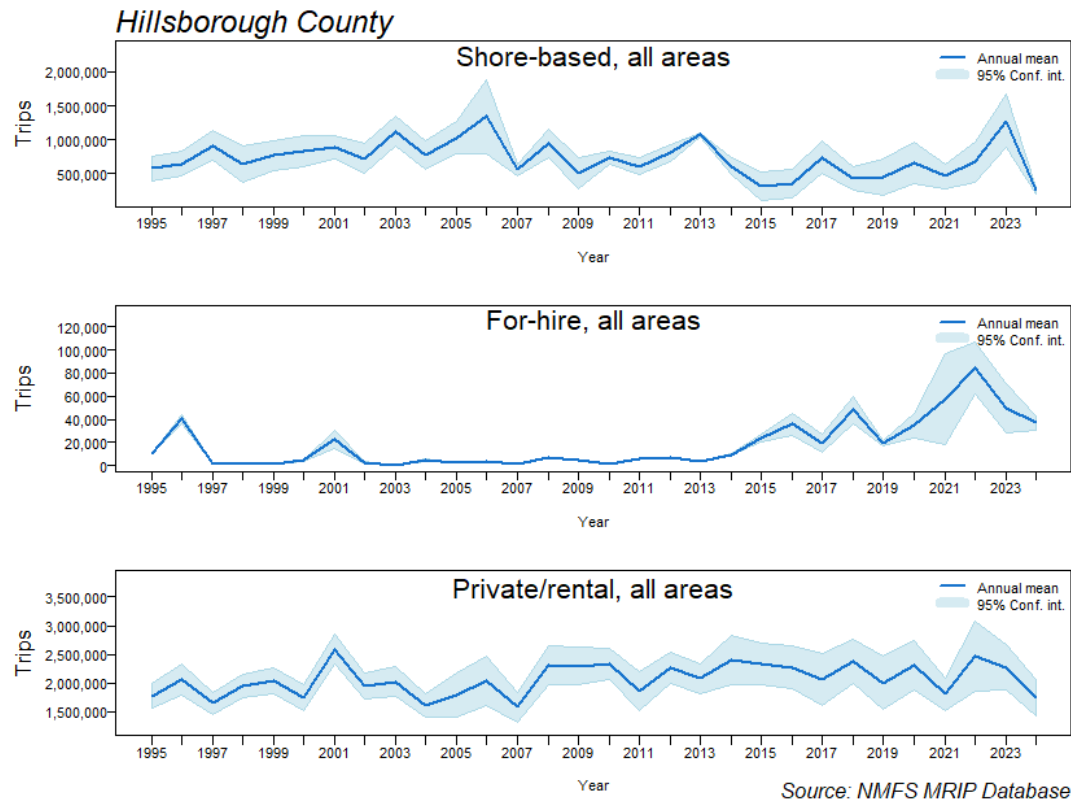 Hillsborough County
Shore-based, all areas
Annual mean
95% Conf. int.
Trips
2,000,000
1,500,000
1,000,000
500,000
1995 1997 1999 2001 2003 2005 2007 2009 2011 2013 2015 2017 2019 2021 2023
Year
For-hire, all areas
Annual mean
95% Conf. int.
Trips
120,000
100,000
80,000
60,000
40,000
20,000
0
1995 1997 1999 2001 2003 2005 2007 2009 2011 2013 2015 2017 2019 2021 2023
Year
Private/rental, all areas
Annual mean
95% Conf. int.
Trips
3,500,000
3,000,000
2,500,000
2,000,000
1,500,000
1995 1997 1999 2001 2003 2005 2007 2009 2011 2013 2015 2017 2019 2021 2023
Year
Source: NMFS MRIP Database